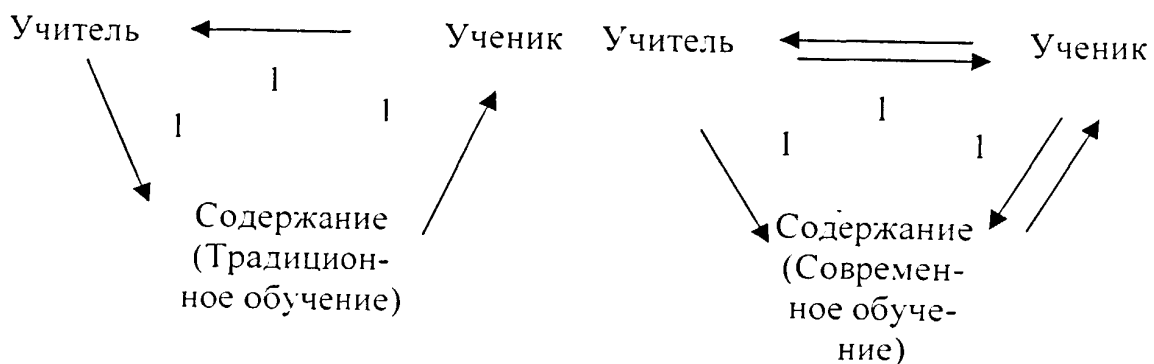 Учитель Ученик Учитель Ученик
1 1
1 1 1 1
Содержание
(Традицион-
ное обучение)
Содержание
(Современ-
ное обуче-
ние)